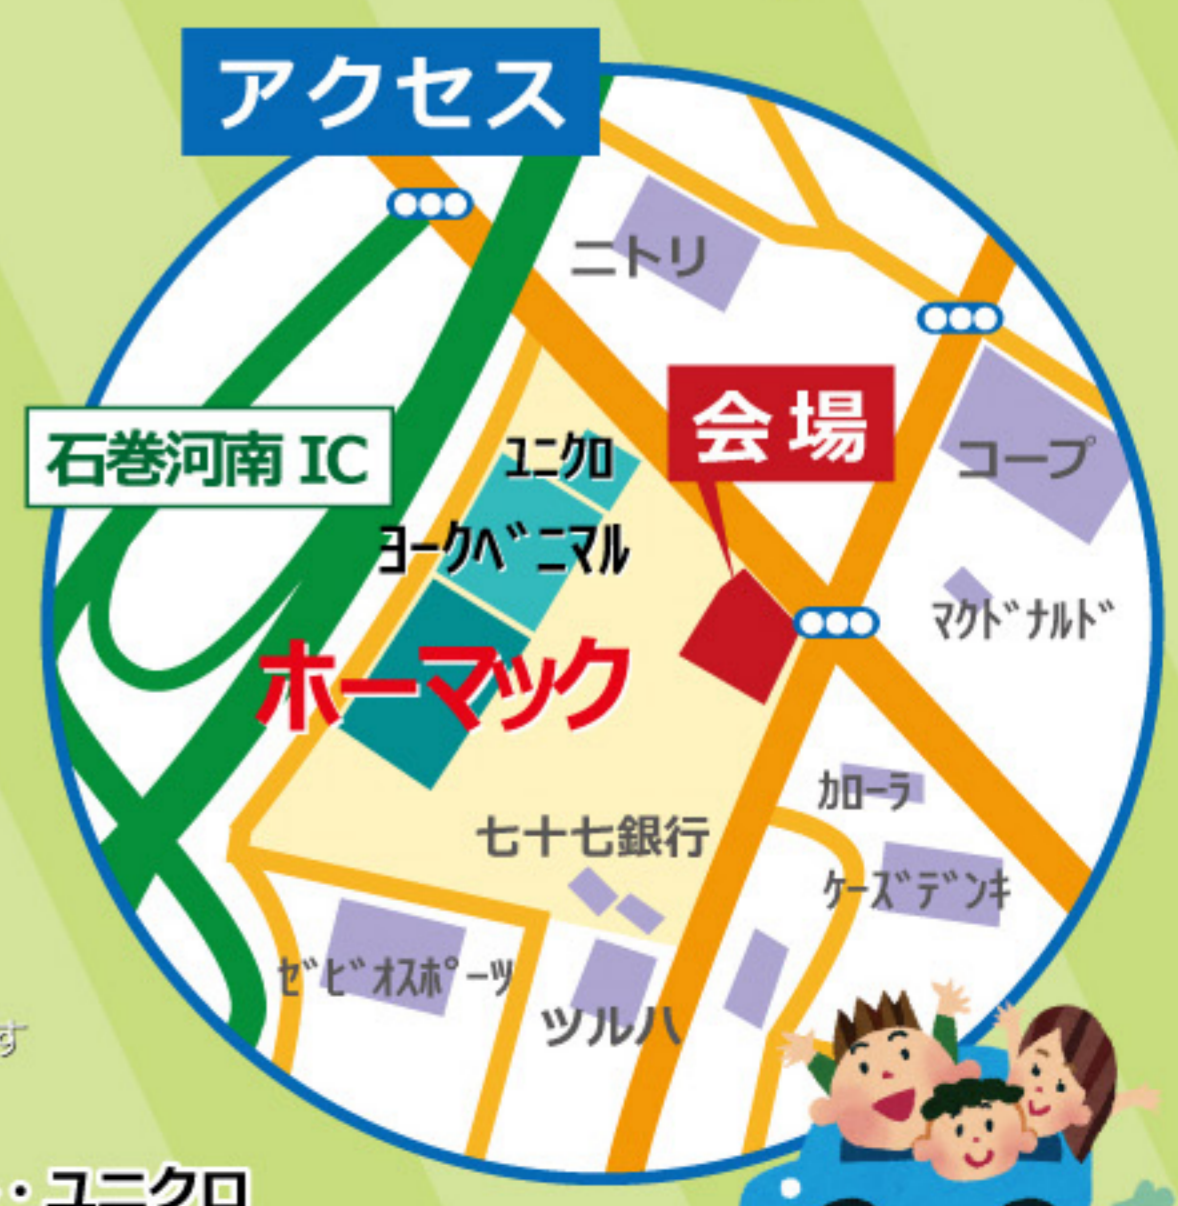 アクセス
ニトリ
石巻河南 IC
会場
ユニクロ
コープ
ヨークベニマル
マクドナルド
ホーマック
カローラ
七十七銀行
ケーズデンキ
ゼビオスポーツ
ツルハ
す
・ユニクロ